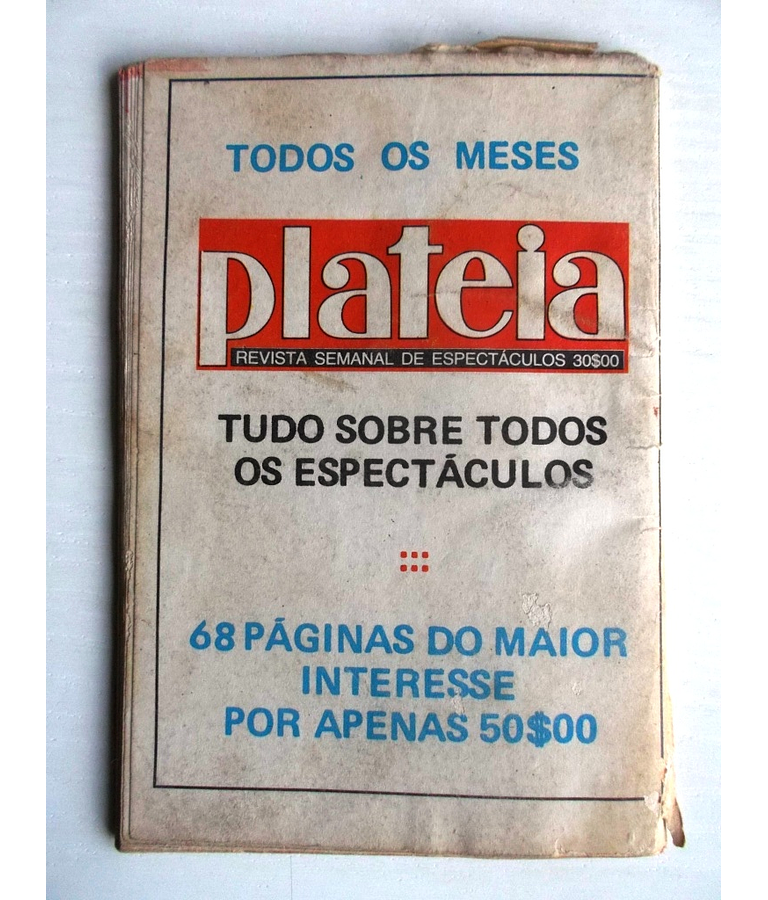 TODOS OS MESES
plateia
REVISTA SEMANAL DE ESPECTÁCULOS 30$00
TUDO SOBRE TODOS
OS ESPECTÁCULOS
68 PÁGINAS DO MAIOR
INTERESSE
POR APENAS 50$00